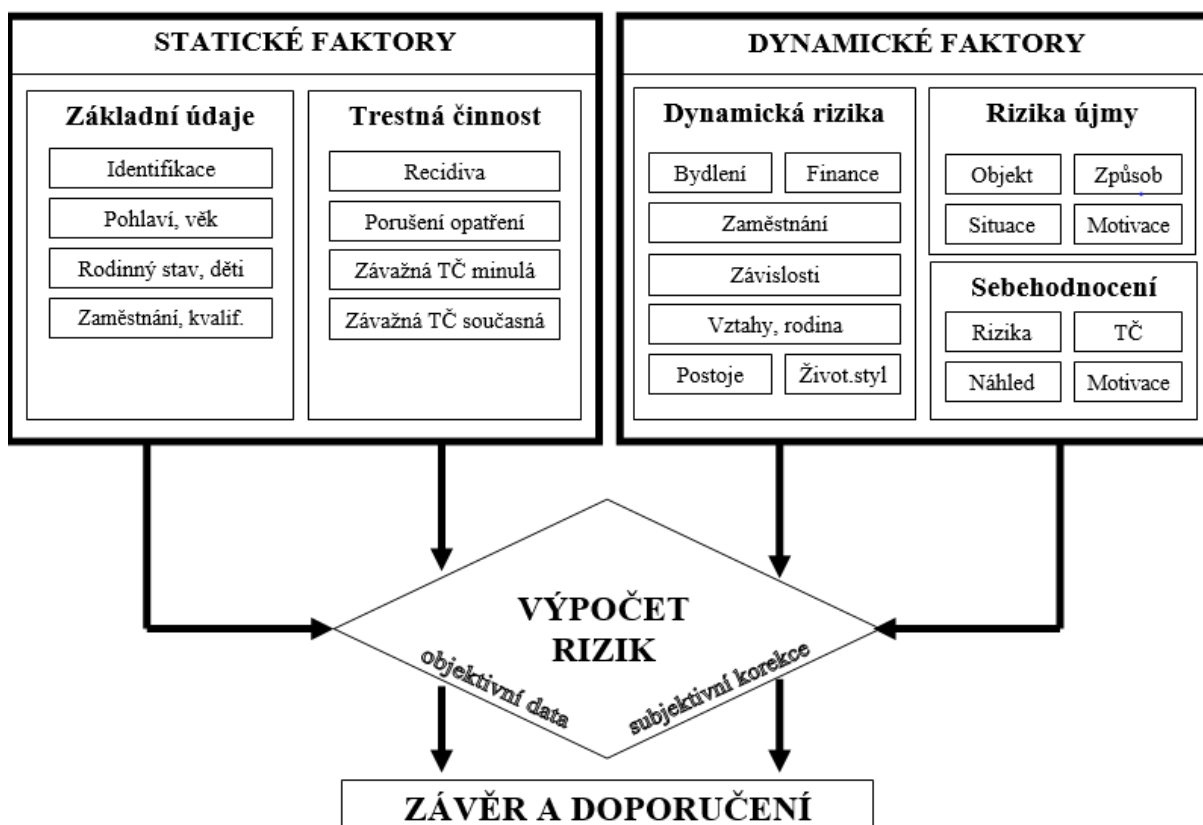 STATICKÉ FAKTORY
Základní údaje
Identifikace
Pohlaví, věk
Rodinný stav, děti
Zaměstnání, kvalif.
Trestná činnost
Recidiva
Porušení opatření
Závažná TČ minulá
Závažná TČ současná
DYNAMICKÉ FAKTORY
Dynamická rizika
Bydlení
Finance
Zaměstnání
Závislosti
Vztahy, rodina
Postoje
Život.styl
Rizika újmy
Objekt
Způsob
Situace
Motivace
Sebehodnocení
Rizika
TČ
Náhled
Motivace
VÝPOČET
RIZIK
objektivní data
subjektivní korekce
ZÁVĚR A DOPORUČENÍ